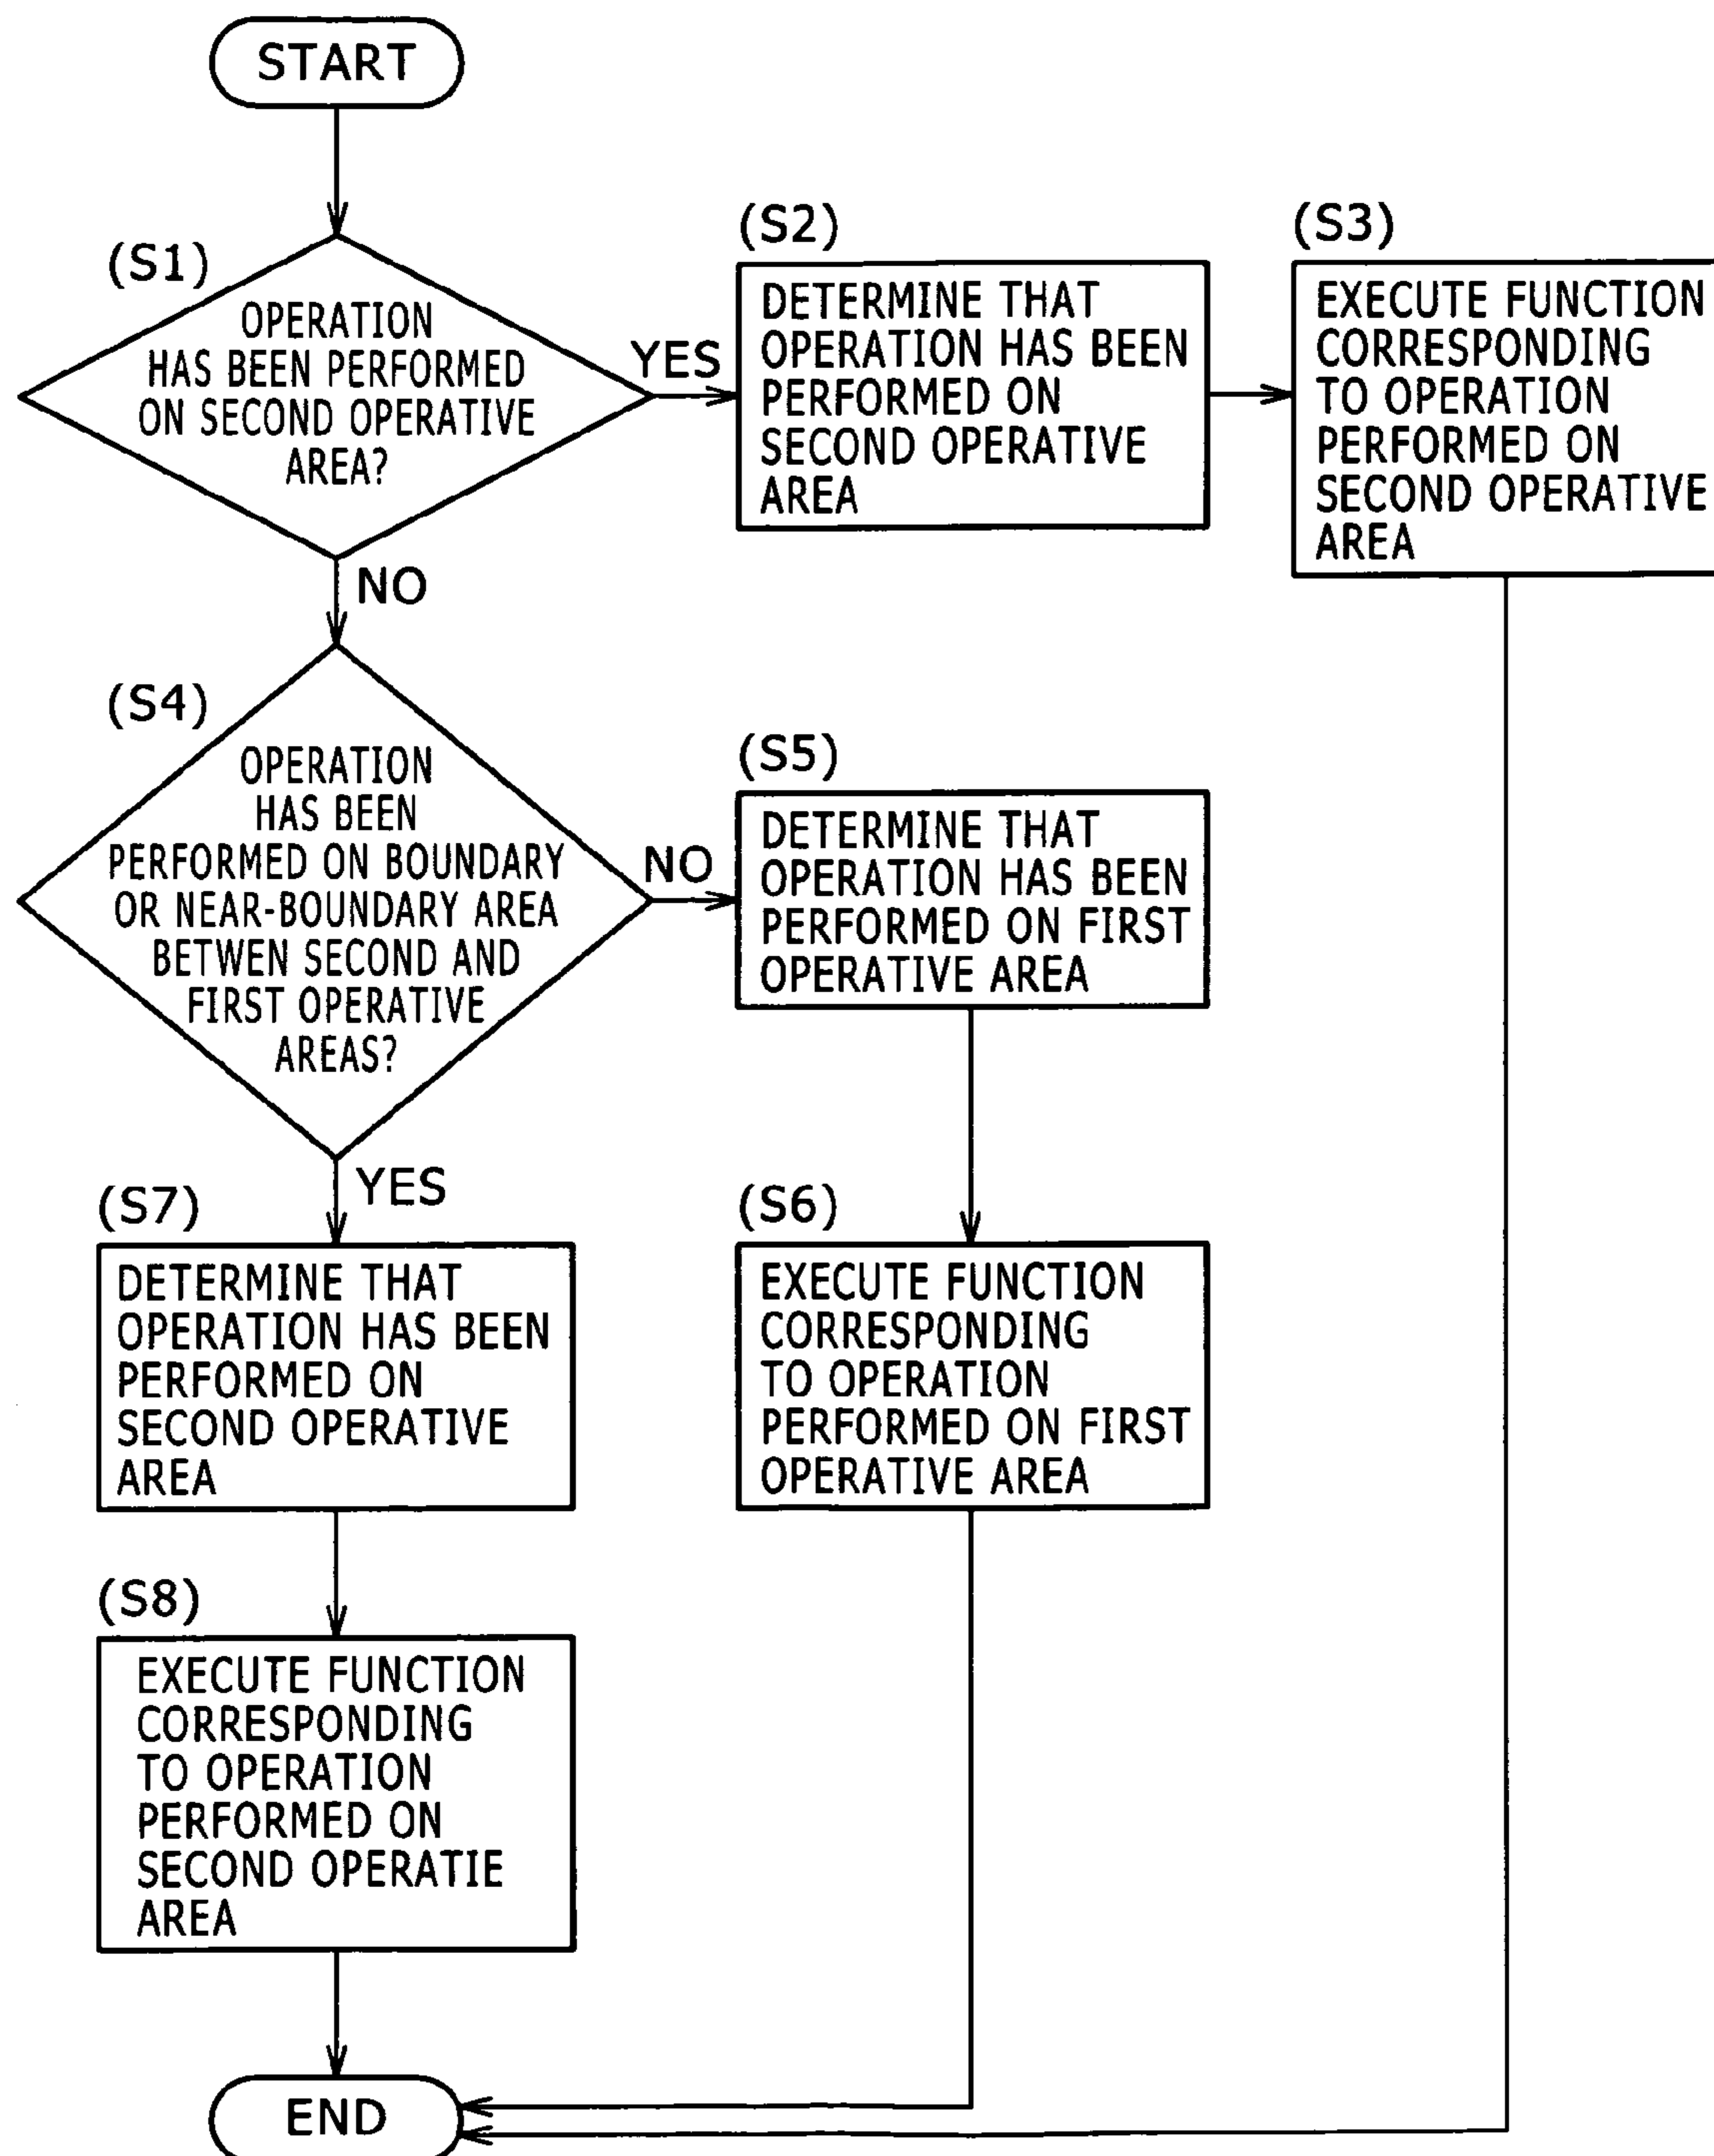 START
(S1)
OPERATION
HAS BEEN PERFORMED
ON SECOND OPERATIVE
AREA?
YES
(S2)
DETERMINE THAT
OPERATION HAS BEEN
PERFORMED ON
SECOND OPERATIVE
AREA
(S3)
EXECUTE FUNCTION
CORRESPONDING
TO OPERATION
PERFORMED ON
SECOND OPERATIVE
AREA
NO
(S4)
OPERATION
HAS BEEN
PERFORMED ON BOUNDARY
OR NEAR-BOUNDARY AREA
BETWEN SECOND AND
FIRST OPERATIVE
AREAS?
NO
(S5)
DETERMINE THAT
OPERATION HAS BEEN
PERFORMED ON FIRST
OPERATIVE AREA
(S6)
EXECUTE FUNCTION
CORRESPONDING
TO OPERATION
PERFORMED ON FIRST
OPERATIVE AREA
YES
(S7)
DETERMINE THAT
OPERATION HAS BEEN
PERFORMED ON
SECOND OPERATIVE
AREA
(S8)
EXECUTE FUNCTION
CORRESPONDING
TO OPERATION
PERFORMED ON
SECOND OPERATIE
AREA
END